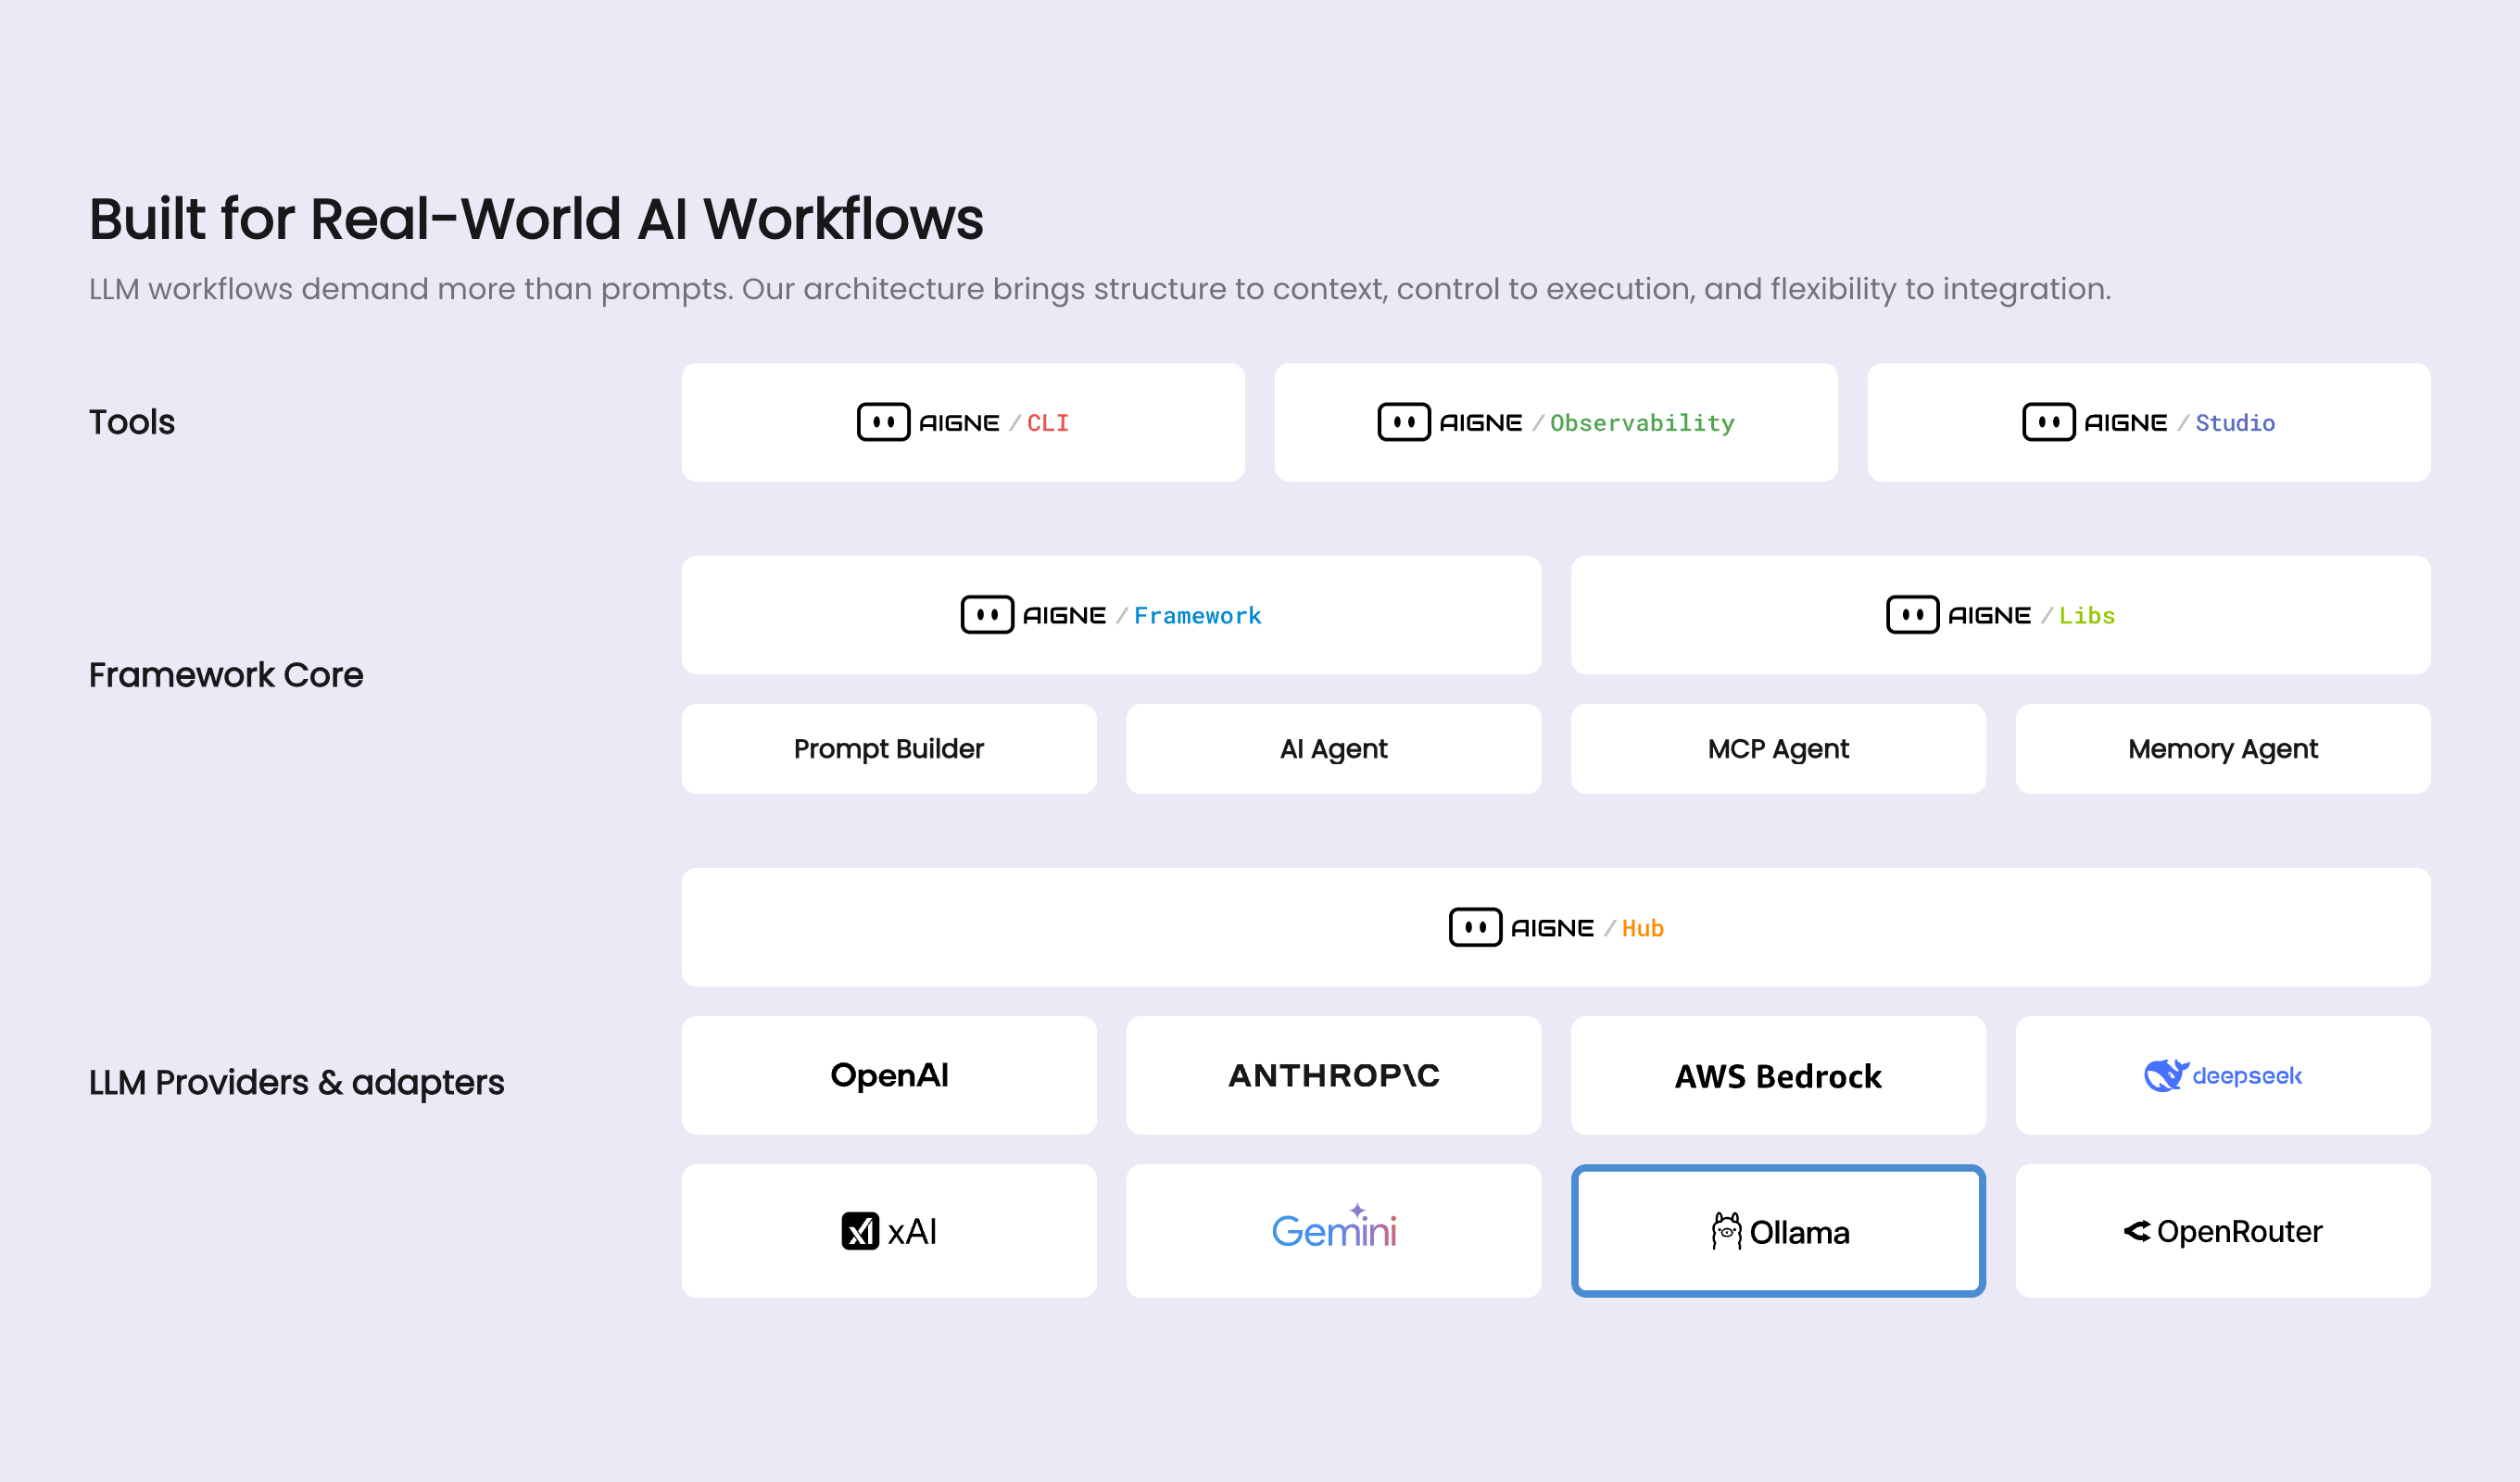 Built for Real-World AI Workflows
LLM workflows demand more than prompts. Our architecture brings structure to context, control to execution, and flexibility to integration.
Tools
AIGNE / CLI
AIGNE / Observability
AIGNE / Studio
Framework Core
AIGNE / Framework
AIGNE / Libs
Prompt Builder
AI Agent
MCP Agent
Memory Agent
LLM Providers & adapters
AIGNE / Hub
OpenAI
ANTHROP\C
AWS Bedrock
deepseek
xAI
Gemini
Ollama
OpenRouter